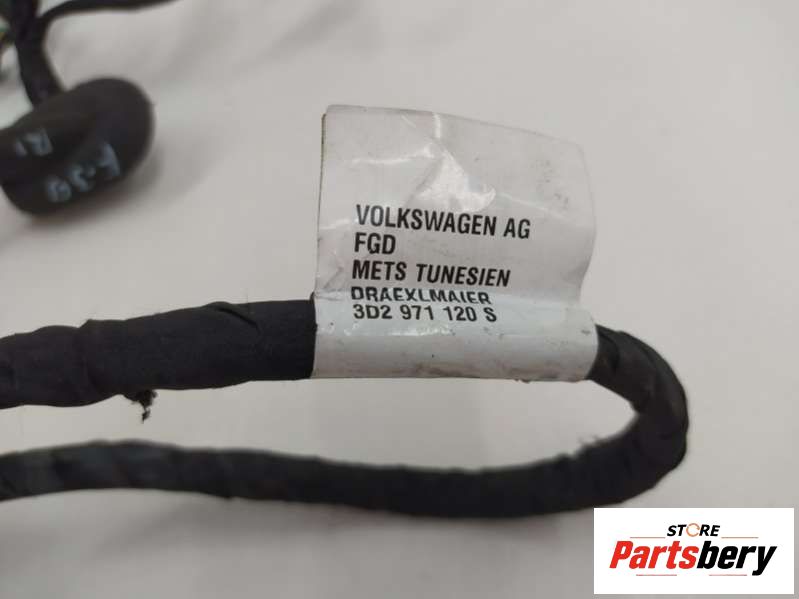 VOLKSWAGEN AG
FGD
METS TUNESIEN
DRAEXLMAIER
3D2 971 120 S
STORE
Partsbery